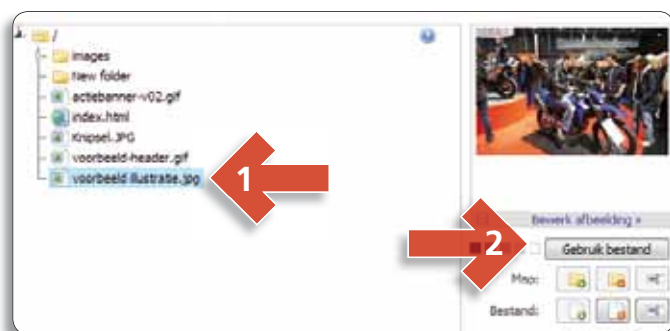 /
images
New folder
actiebanner-v02.gif
index.html
Knipsel.JPG
voorbeeld-header.gif
voorbeeld illustratie.jpg
1
Bewerk afbeelding »
2
Gebruik bestand
Map:
Bestand: